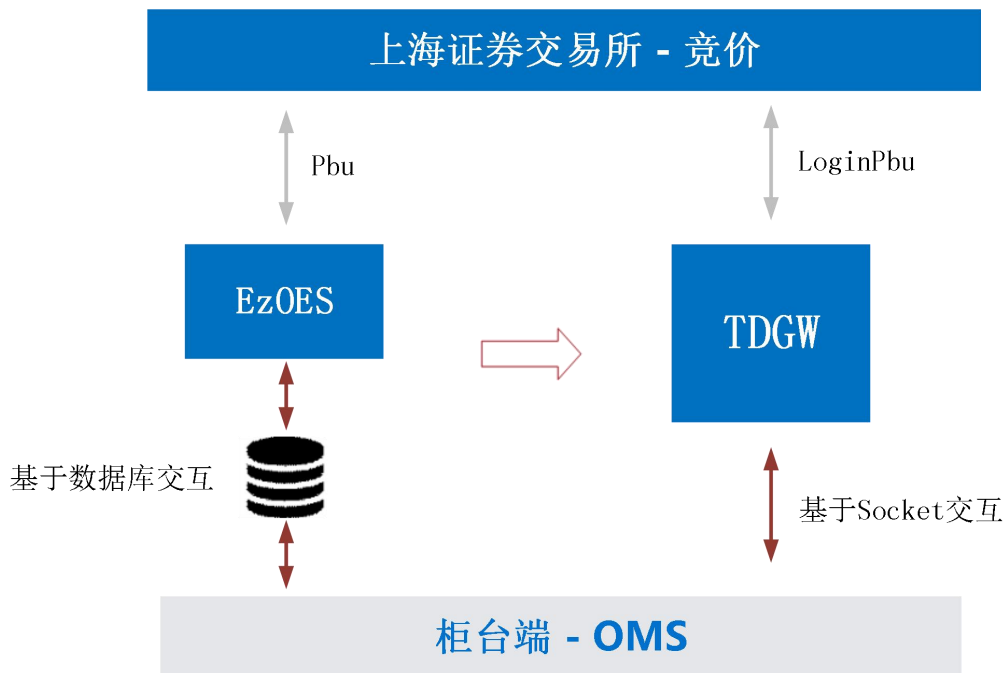 上海证券交易所 - 竞价
Pbu
LoginPbu
EzOES
TDGW
基于数据库交互
基于Socket交互
柜台端 - OMS